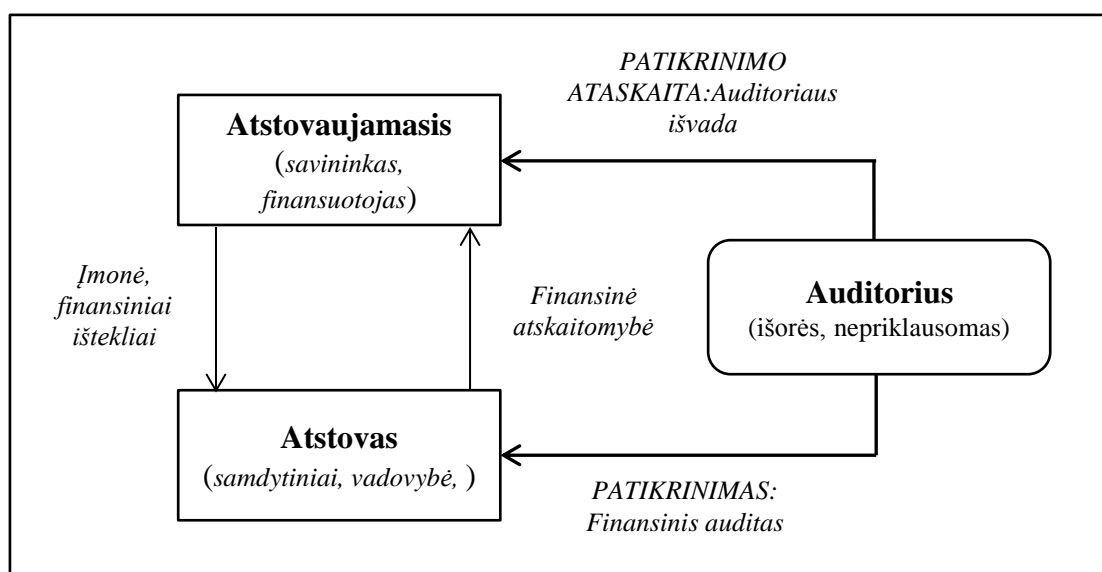 PATIKRINIMO
ATASKAITA:Auditoriaus
išvada
Atstovaujamasis
(savininkas,
finansuotojas)
Įmonė,
finansiniai
ištekliai
Finansinė
atskaitomybė
Auditorius
(išorės, nepriklausomas)
Atstovas
(samdytiniai, vadovybė, )
PATIKRINIMAS:
Finansinis auditas